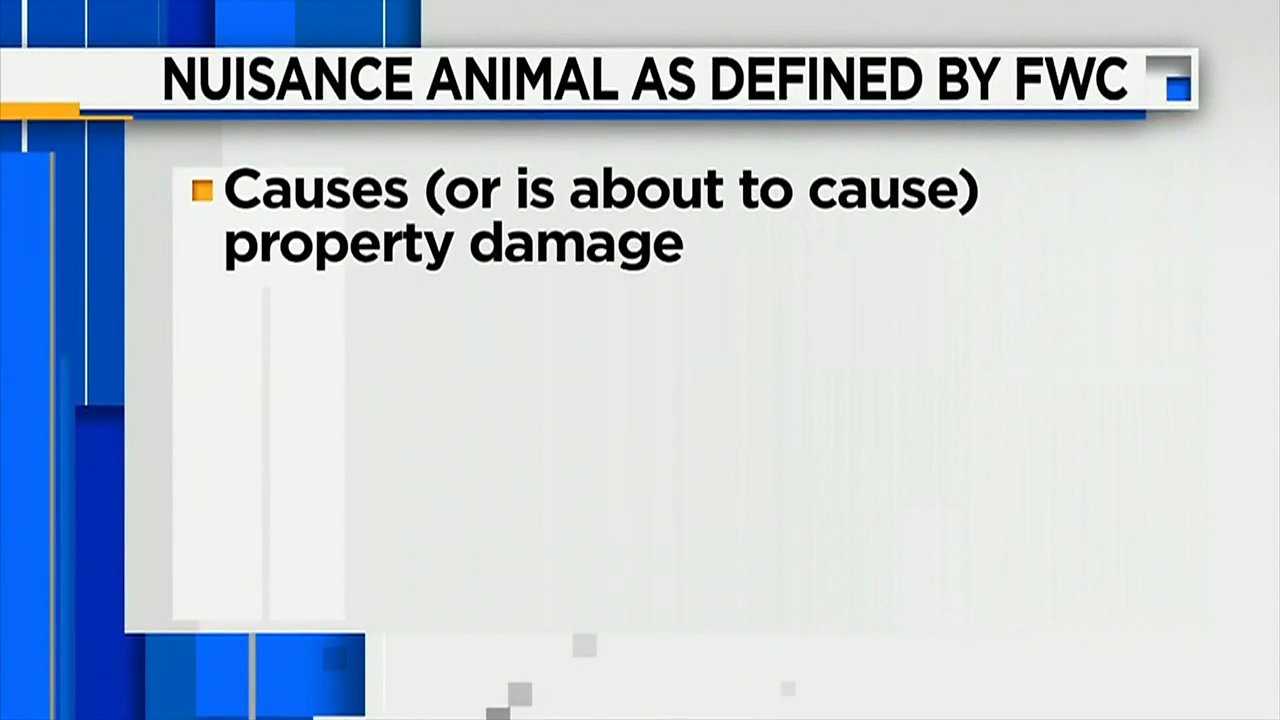 NUISANCE ANIMAL AS DEFINED BY FWC
Causes (or is about to cause)
property damage